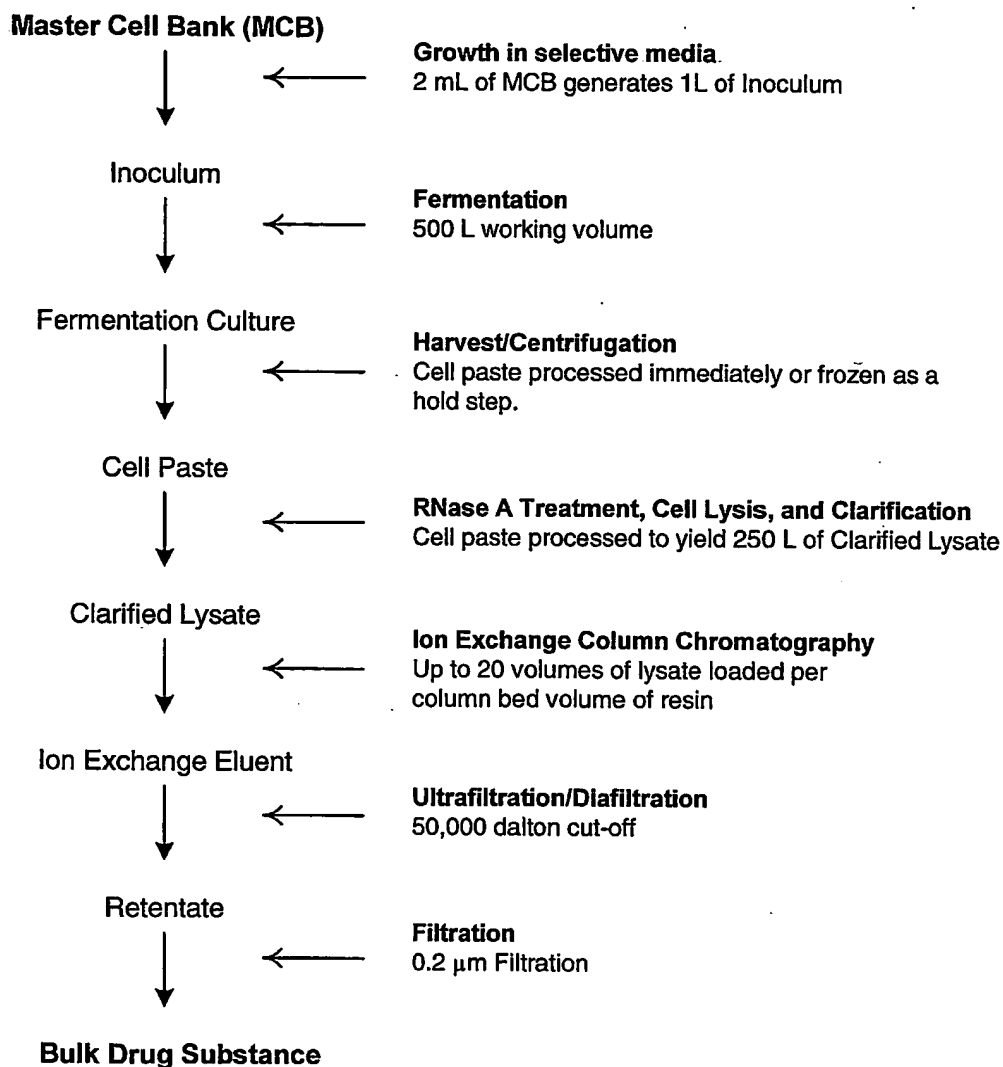 Master Cell Bank (MCB)
Growth in selective media
2 mL of MCB generates 1L of Inoculum
Inoculum
Fermentation
500 L working volume
Fermentation Culture
Harvest/Centrifugation
Cell paste processed immediately or frozen as a
hold step.
Cell Paste
RNase A Treatment, Cell Lysis, and Clarification
Cell paste processed to yield 250 L of Clarified Lysate
Clarified Lysate
Ion Exchange Column Chromatography
Up to 20 volumes of lysate loaded per
column bed volume of resin
Ion Exchange Eluent
Ultrafiltration/Diafiltration
50,000 dalton cut-off
Retentate
Filtration
0.2 μm Filtration
Bulk Drug Substance